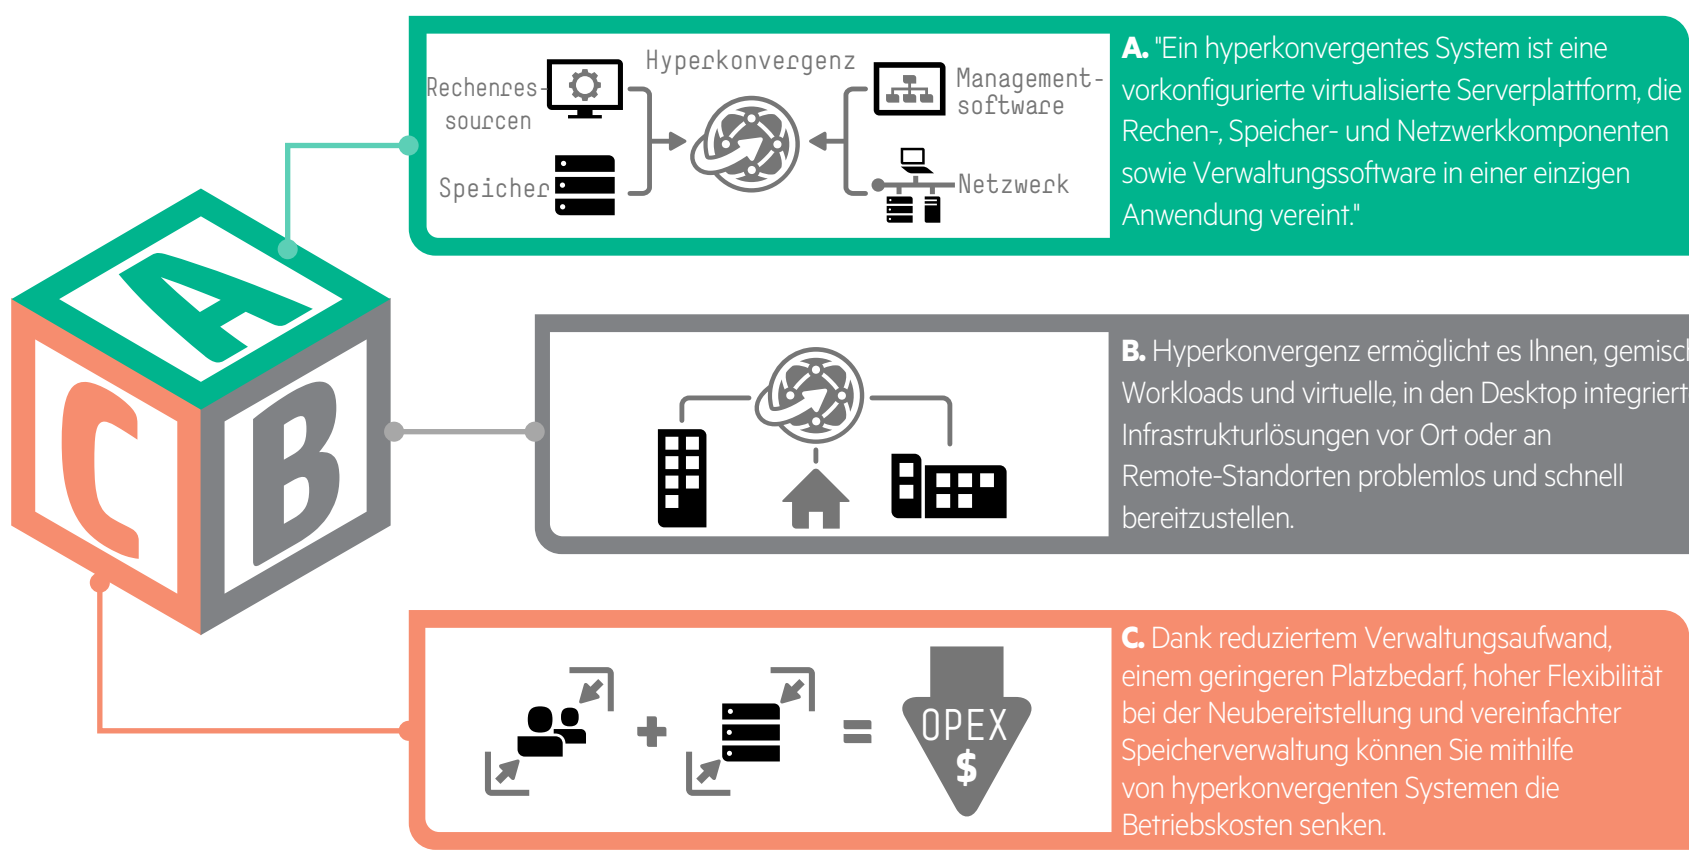 Rechenres-
sourcen
Speicher
Hyperkonvergenz
Management-
software
Netzwerk
A. "Ein hyperkonvergentes System ist eine
vorkonfigurierte virtualisierte Serverplattform, die
Rechen-, Speicher- und Netzwerkkomponenten
sowie Verwaltungssoftware in einer einzigen
Anwendung vereint."
A
C
B
B. Hyperkonvergenz ermöglicht es Ihnen, gemisch
Workloads und virtuelle, in den Desktop integriert
Infrastrukturlösungen vor Ort oder an
Remote-Standorten problemlos und schnell
bereitzustellen.
OPEX
$
C. Dank reduziertem Verwaltungsaufwand,
einem geringeren Platzbedarf, hoher Flexibilität
bei der Neubereitstellung und vereinfachter
Speicherverwaltung können Sie mithilfe
von hyperkonvergenten Systemen die
Betriebskosten senken.